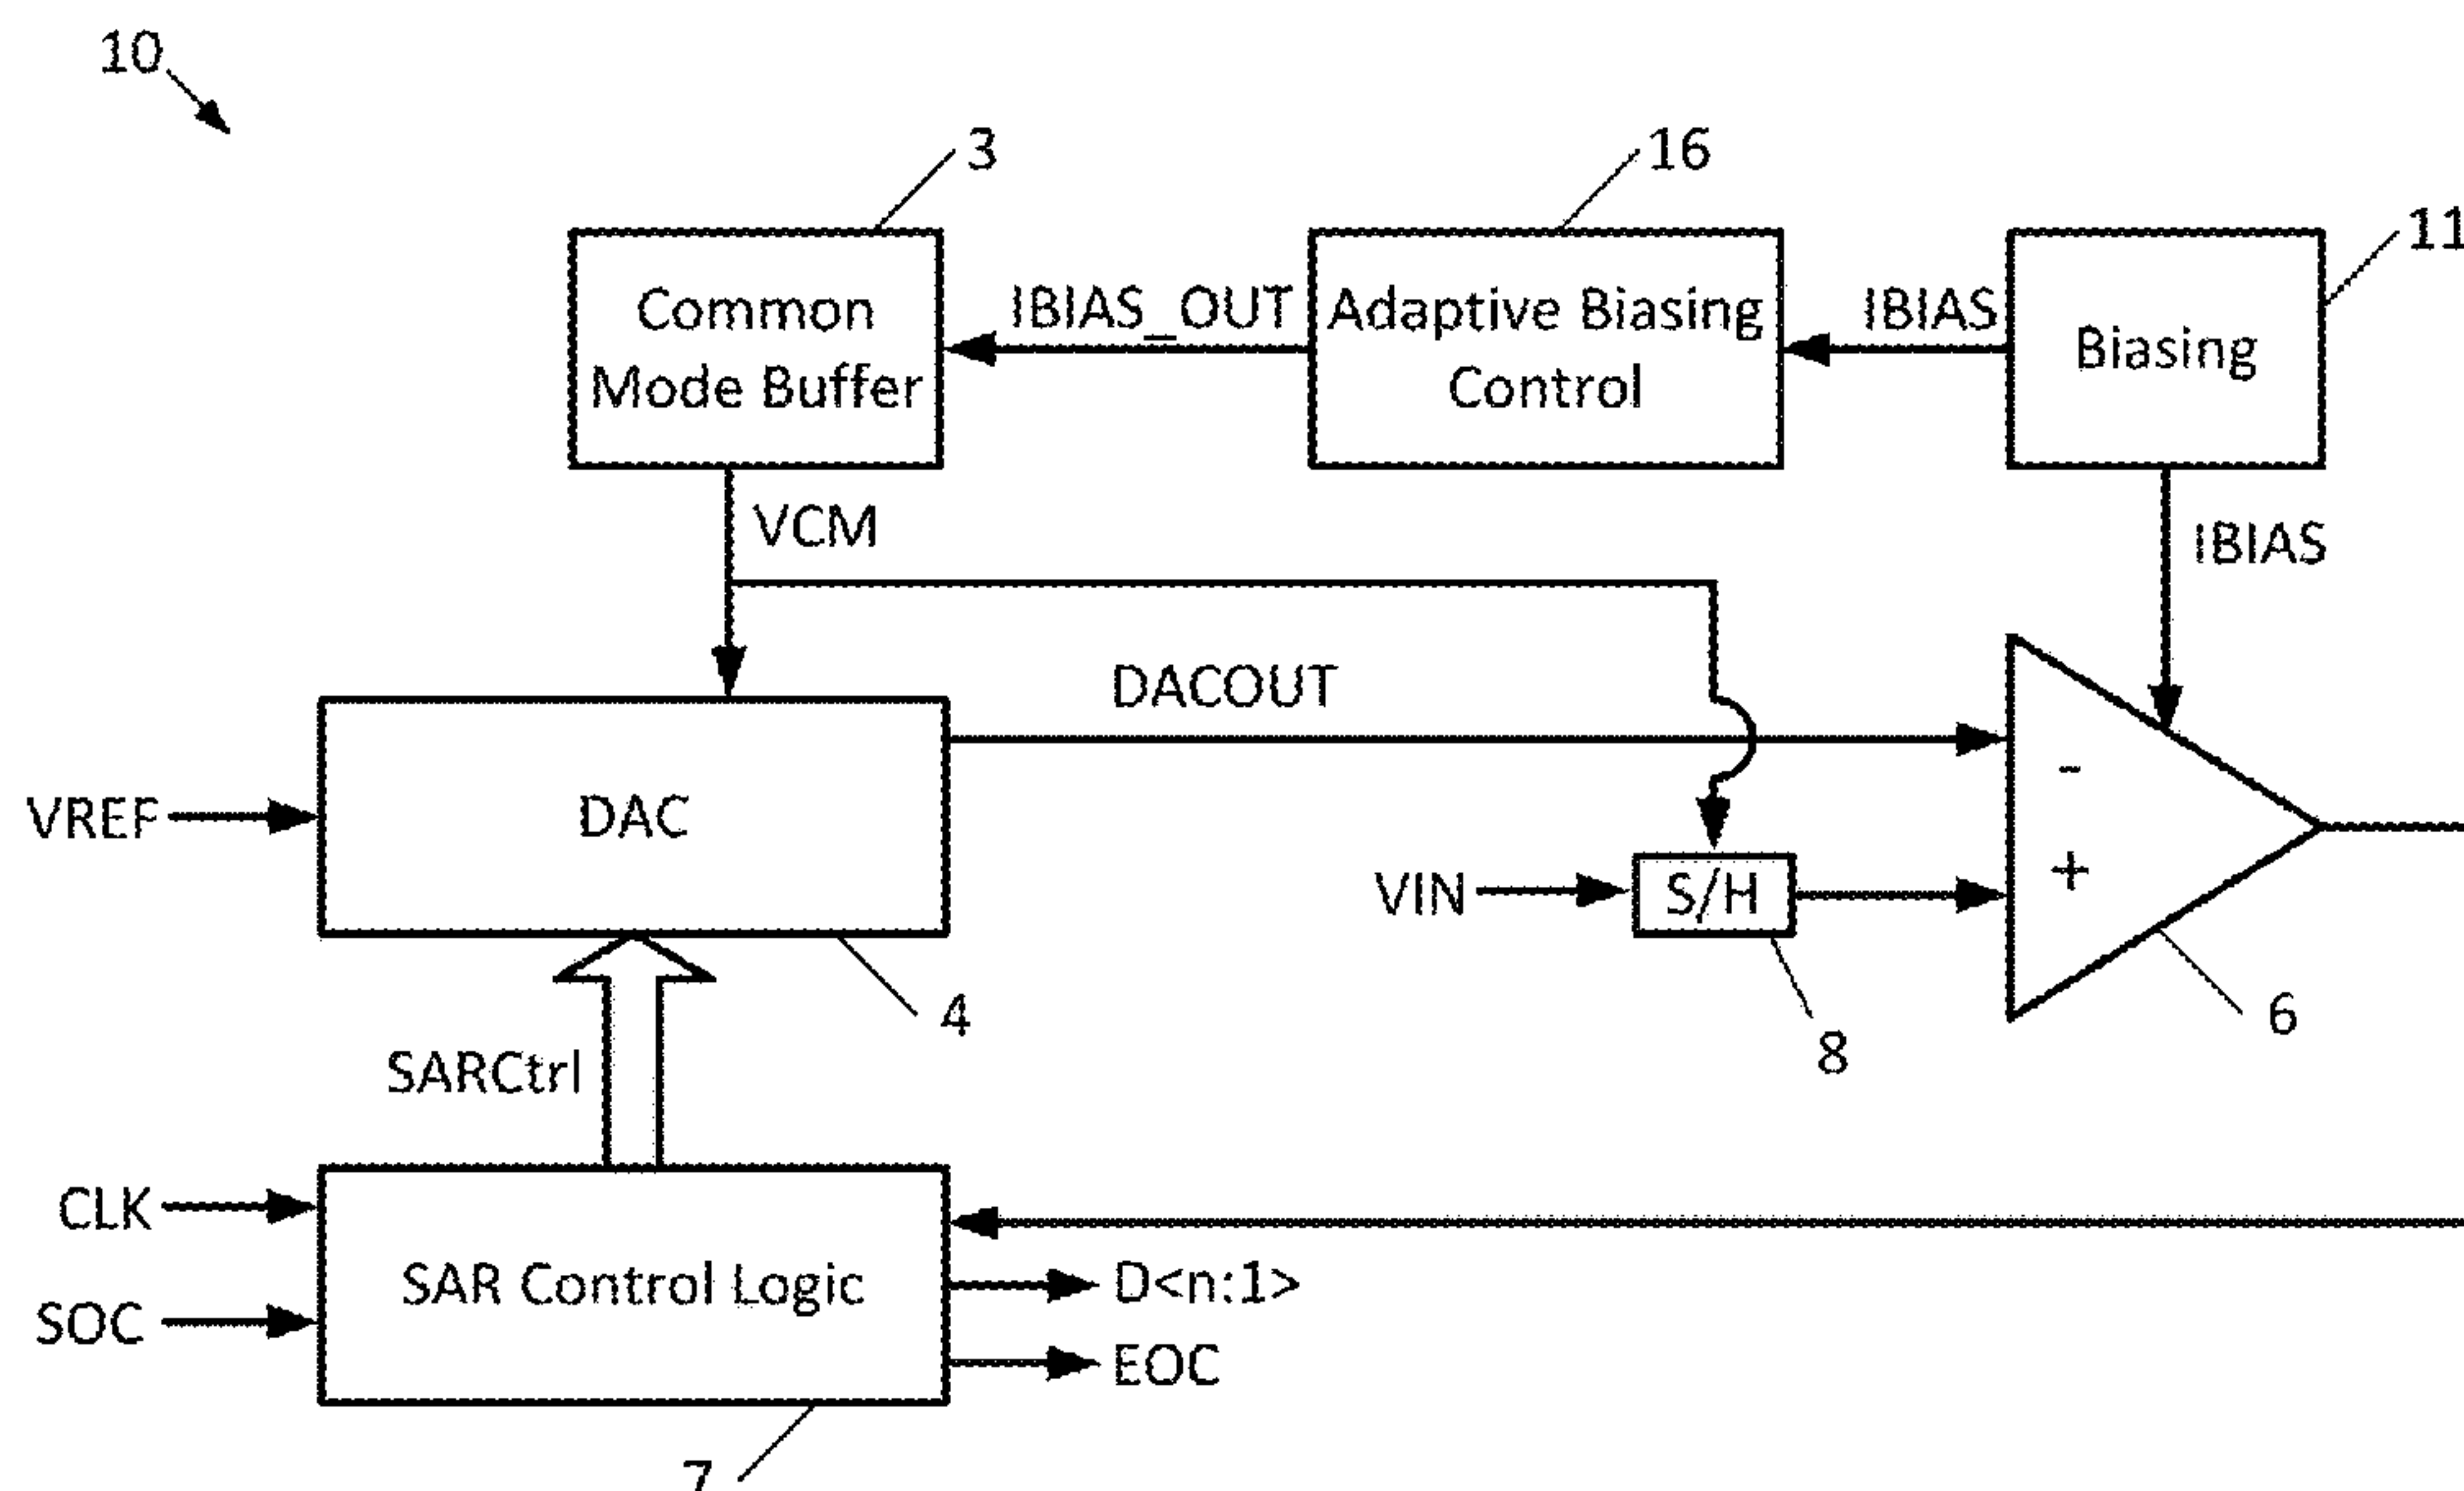 10
3
16
11
Common
Mode Buffer
IBIAS_OUT
Adaptive Biasing
Control
IBIAS
Biasing
VCM
IBIAS
DACOUT
VREF
DAC
-
+
VIN
S/H
4
8
6
SARCtrl
CLK
SOC
SAR Control Logic
D<n:1>
EOC
7